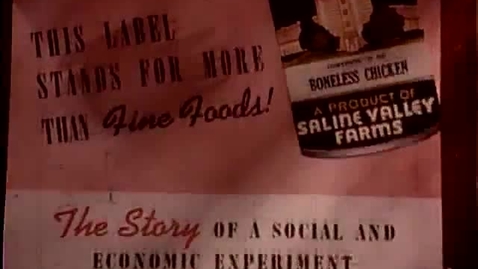 THIS LABEL
STANDS FOR MORE
THAN Fine Foods!
BONELESS CHICKEN
A PRODUCT OF
SALINE VALLEY
FARMS
The Story OF A SOCIAL AND
ECONOMIC EXPERIMENT